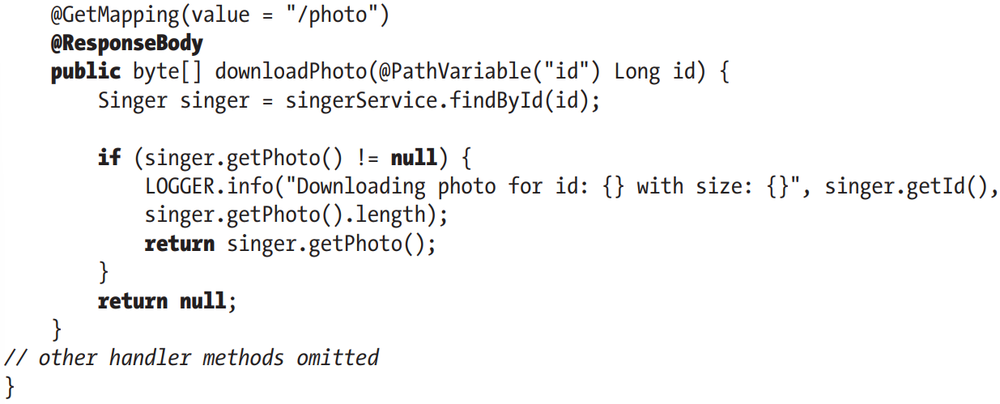 @GetMapping(value = "/photo")
@ResponseBody
public byte[] downloadPhoto(@PathVariable("id") Long id) {
Singer singer = singerService.findById(id);
if (singer.getPhoto() != null) {
LOGGER.info("Downloading photo for id: {} with size: {}", singer.getId(),
singer.getPhoto().length);
return singer.getPhoto();
}
return null;
}
// other handler methods omitted
}